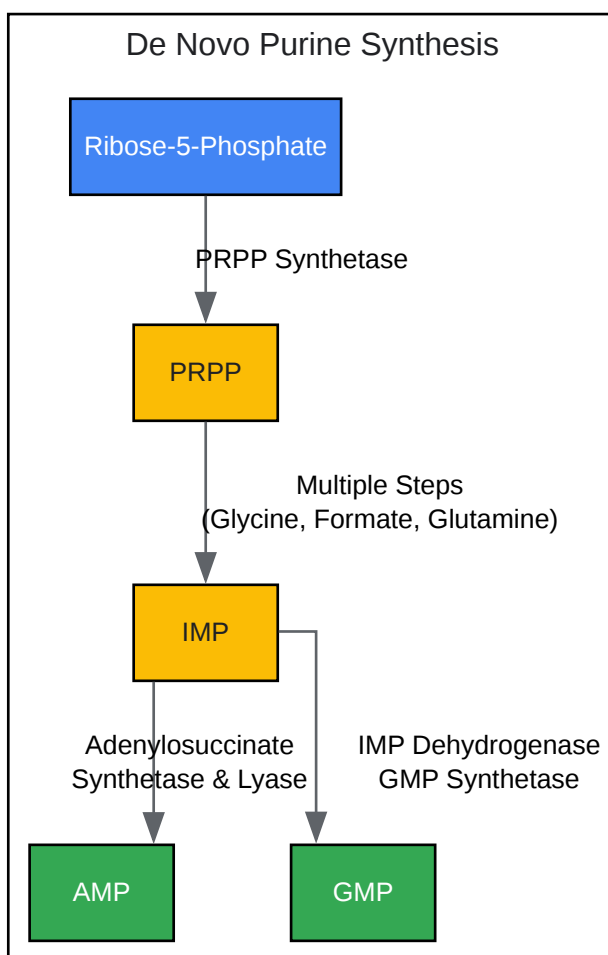 De Novo Purine Synthesis
Ribose-5-Phosphate
PRPP Synthetase
PRPP
Multiple Steps
(Glycine, Formate, Glutamine)
IMP
Adenylosuccinate
Synthetase & Lyase
IMP Dehydrogenase
GMP Synthetase
AMP
GMP